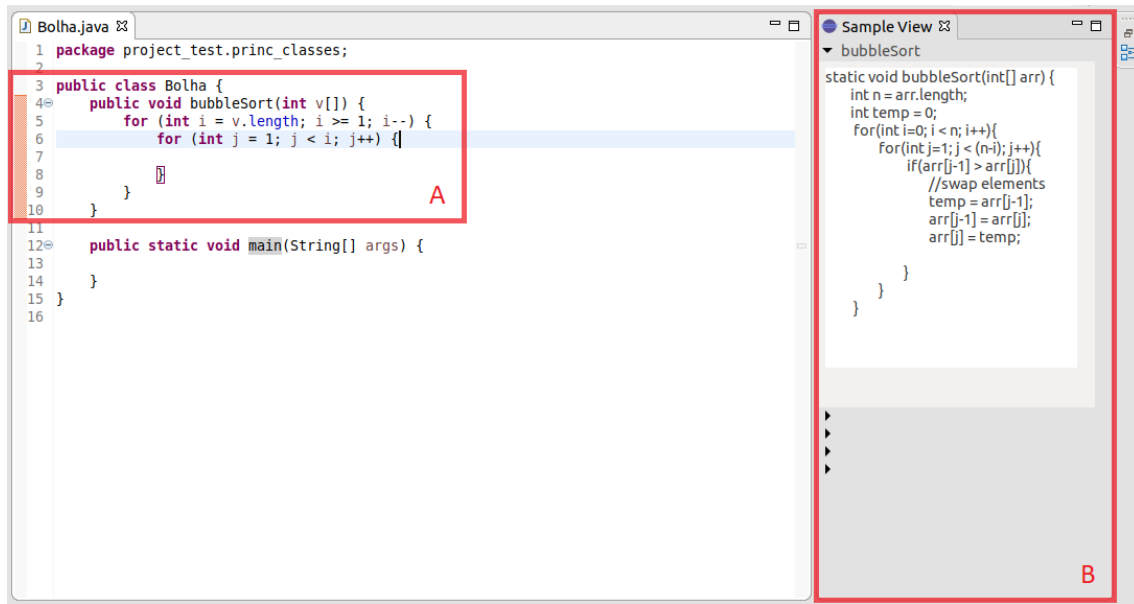 Bolha.java
1 package project_test.princ_classes;
2
3 public class Bolha {
4 public void bubbleSort(int v[]) {
5 for (int i = v.length; i >= 1; i--) {
6 for (int j = 1; j < i; j++) {
7
8 }
9 }
10 }
11
12 public static void main(String[] args) {
13
14 }
15 }
16
A
Sample View
bubbleSort
static void bubbleSort(int[] arr) {
int n = arr.length;
int temp = 0;
for(int i=0; i < n; i++){
for(int j=1; j < (n-i); j++){
if(arr[j-1] > arr[j]){
//swap elements
temp = arr[j-1];
arr[j-1] = arr[j];
arr[j] = temp;
}
}
}
B